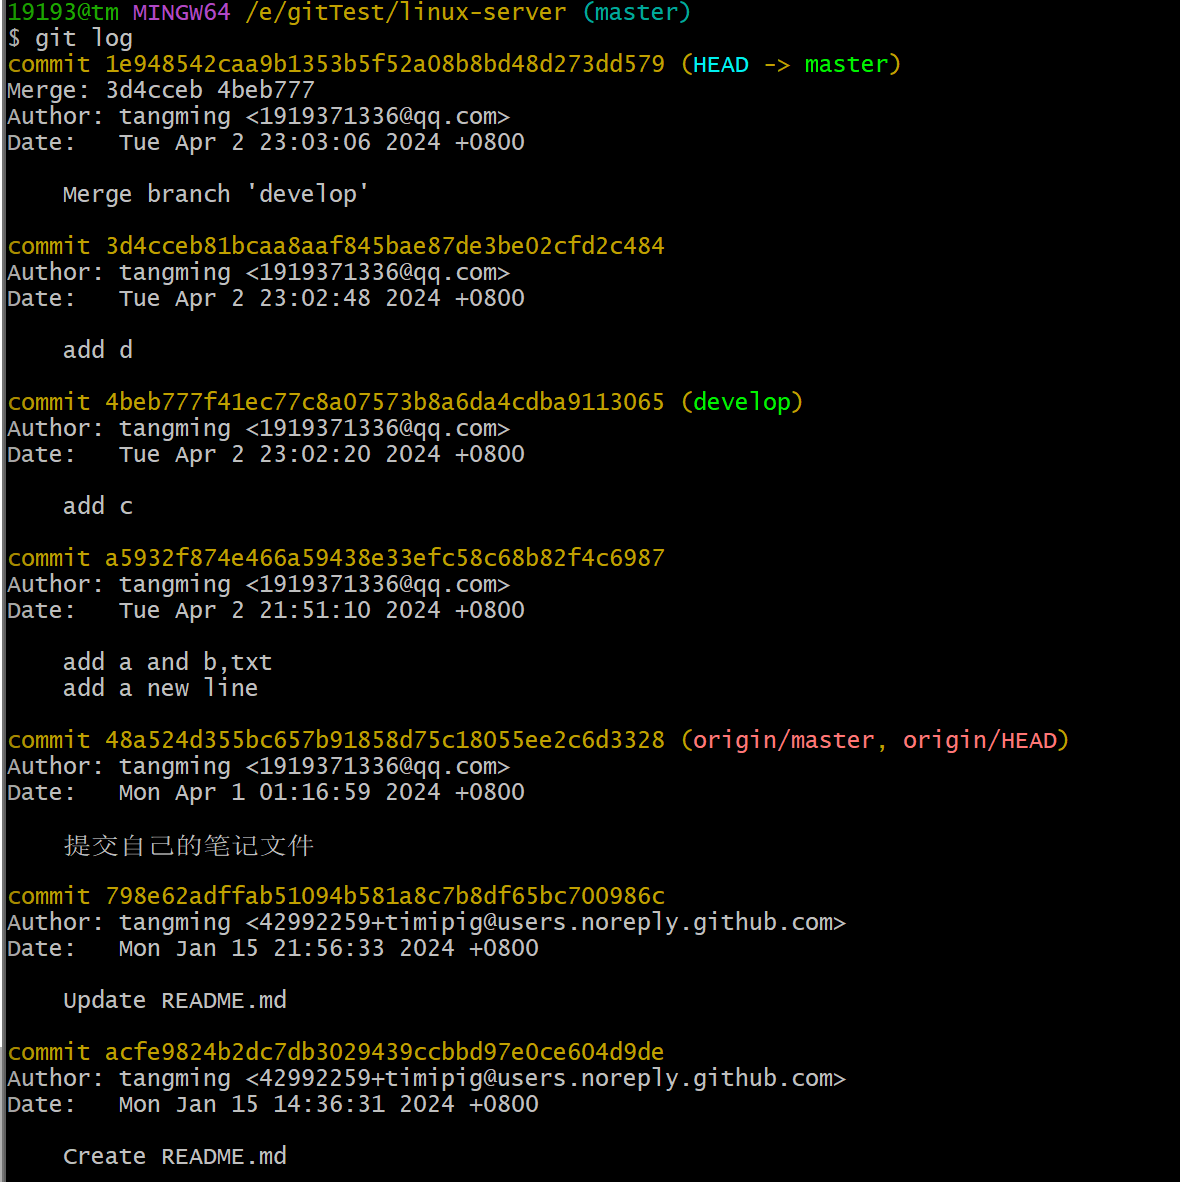 19193@tm MINGW64 /e/gitTest/linux-server (master)
$ git log
commit 1e948542caa9b1353b5f52a08b8bd48d273dd579 (HEAD -> master)
Merge: 3d4cceb 4beb777
Author: tangming <1919371336@qq.com>
Date:   Tue Apr 2 23:03:06 2024 +0800
    Merge branch 'develop'
commit 3d4cceb81bcaa8aaf845bae87de3be02cfd2c484
Author: tangming <1919371336@qq.com>
Date:   Tue Apr 2 23:02:48 2024 +0800
    add d
commit 4beb777f41ec77c8a07573b8a6da4cdba9113065 (develop)
Author: tangming <1919371336@qq.com>
Date:   Tue Apr 2 23:02:20 2024 +0800
    add c
commit a5932f874e466a59438e33efc58c68b82f4c6987
Author: tangming <1919371336@qq.com>
Date:   Tue Apr 2 21:51:10 2024 +0800
    add a and b,txt
    add a new line
commit 48a524d355bc657b91858d75c18055ee2c6d3328 (origin/master, origin/HEAD)
Author: tangming <1919371336@qq.com>
Date:   Mon Apr 1 01:16:59 2024 +0800
    提交自己的笔记文件
commit 798e62adffab51094b581a8c7b8df65bc700986c
Author: tangming <42992259+timipig@users.noreply.github.com>
Date:   Mon Jan 15 21:56:33 2024 +0800
    Update README.md
commit acfe9824b2dc7db3029439ccbbd97e0ce604d9de
Author: tangming <42992259+timipig@users.noreply.github.com>
Date:   Mon Jan 15 14:36:31 2024 +0800
    Create README.md